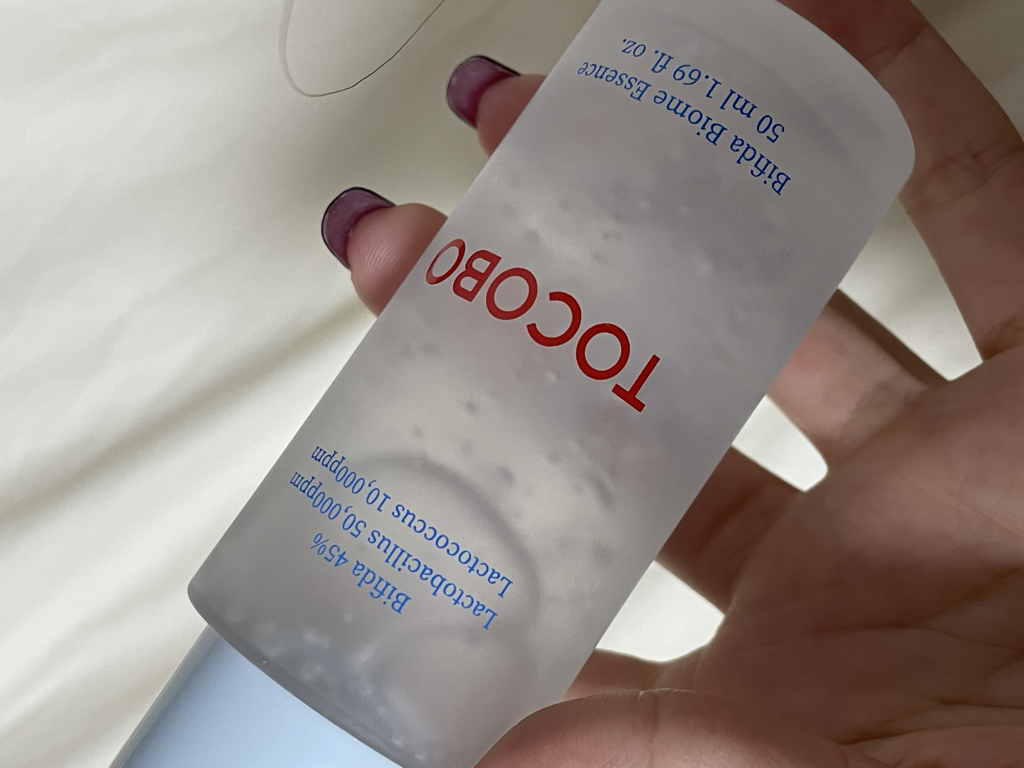 Bifida 45%
Lactobacillus 50,000ppm
Lactococcus 10,000ppm
TOCOBO
Bifida Biome Essence
50 ml 1.69 fl. oz.